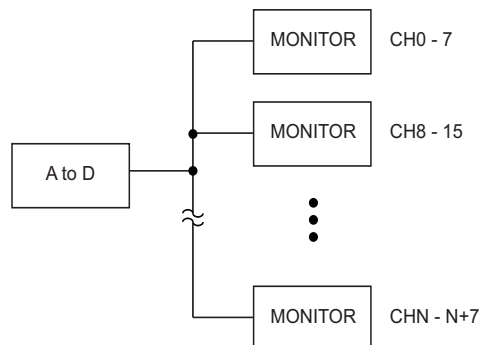 MONITOR CH0 - 7
MONITOR CH8 - 15
A to D
MONITOR CHN - N+7